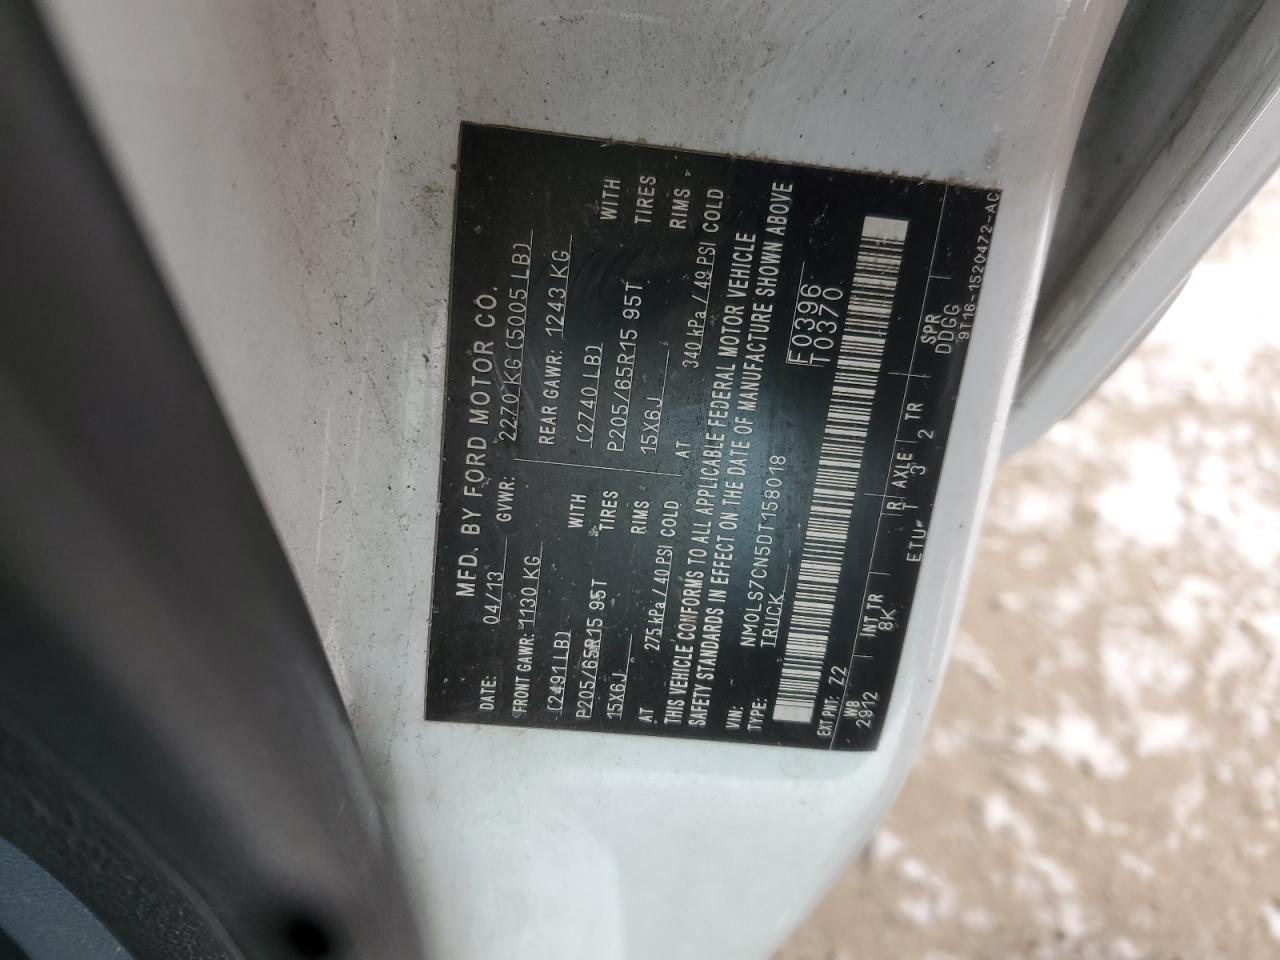 MFD. BY FORD MOTOR CO.
DATE: 04/13 GVWR: 2270 KG (5005 LB)
FRONT GAWR: 1130 KG REAR GAWR: 1243 KG
(2491 LB) WITH (2740 LB) WITH
P205/65R15 95T TIRES P205/65R15 95T TIRES
15X6J RIMS 15X6J RIMS
AT 275 kPa / 40 PSI COLD AT 340 kPa / 49 PSI COLD
THIS VEHICLE CONFORMS TO ALL APPLICABLE FEDERAL MOTOR VEHICLE
SAFETY STANDARDS IN EFFECT ON THE DATE OF MANUFACTURE SHOWN ABOVE
VIN: NM0LS7CN5DT158018
TYPE: TRUCK F0396
T0370
EXT PNT: Z2
WB INT TR R AXLE TR SPR
2912 8K ETU T 3 2 DDGG
9T16-1520472-AC